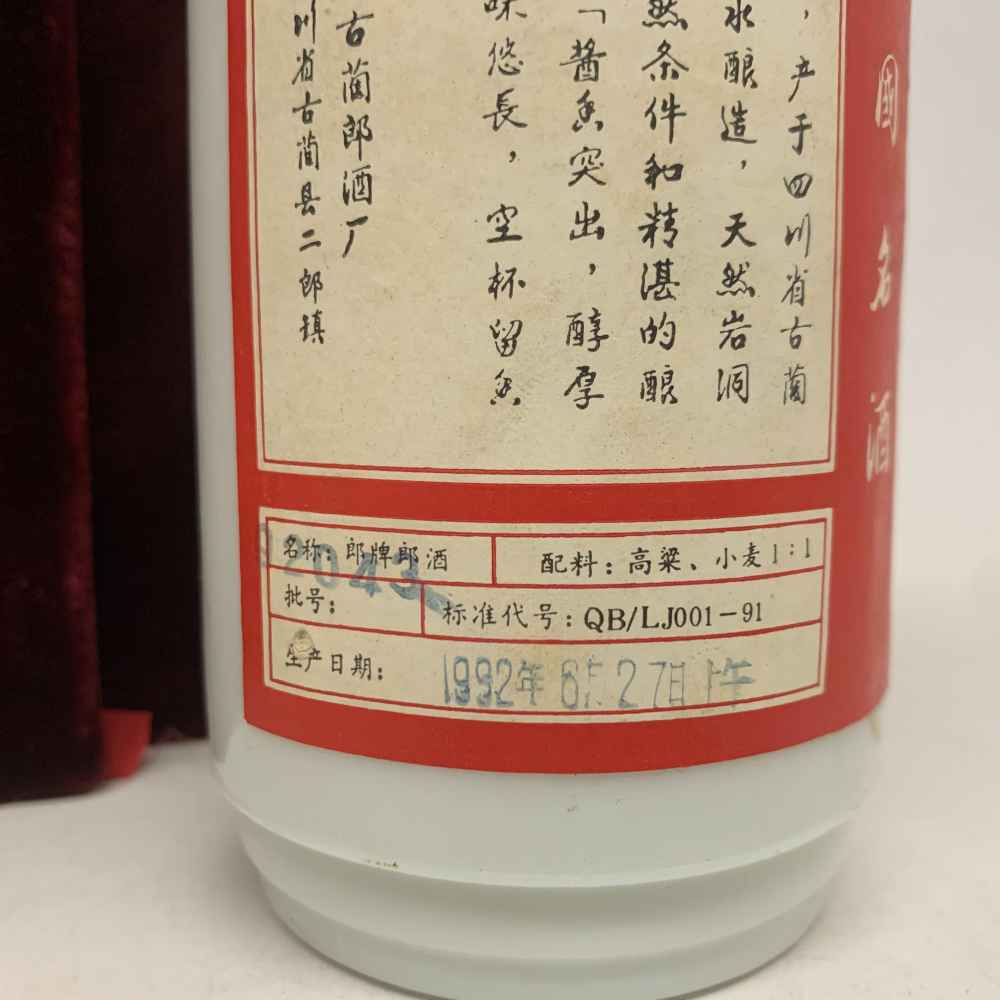 國名酒
，产于四川省古蔺
水酿造，天然岩洞
然条件和精湛的酿
「酱香突出，醇厚
味悠長，空杯留香
古蔺郎酒厂
川省古蔺县二郎镇
名称：郎牌郎酒
配料：高粱、小麦1:1
批号：
92043
标准代号：QB/LJ001-91
生产日期：
1992年6月27日上午